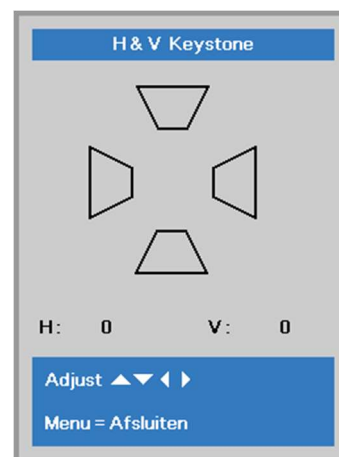 H & V Keystone
H: 0 V: 0
Adjust ▲▼◀▶
Menu = Afsluiten